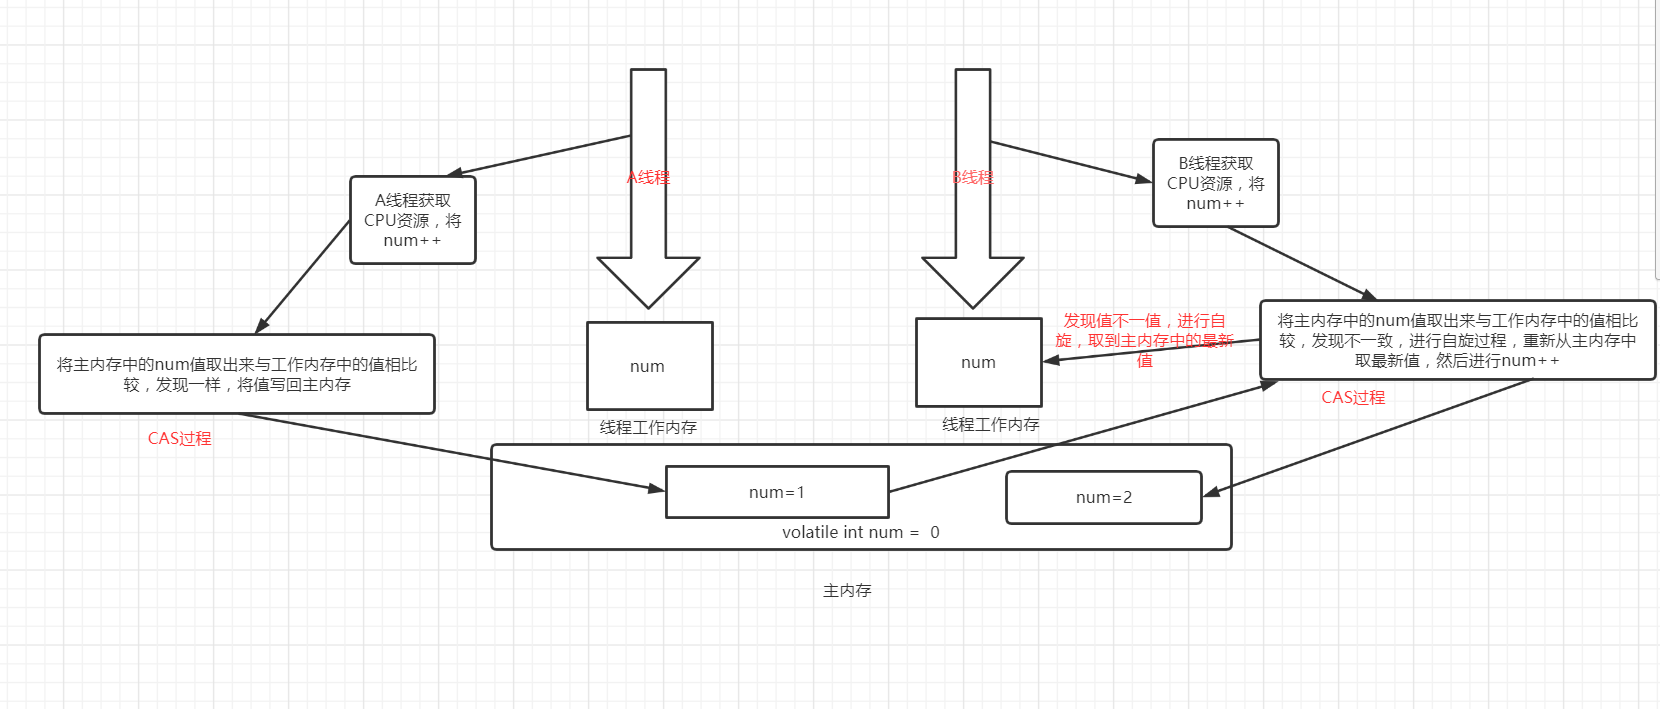 A线程
B线程
A线程获取
CPU资源，将
num++
B线程获取
CPU资源，将
num++
将主内存中的num值取出来与工作内存中的值相比
较，发现一样，将值写回主内存
CAS过程
num
线程工作内存
num
线程工作内存
发现值不一值，进行自
旋，取到主内存中的最新
值
将主内存中的num值取出来与工作内存中的值相比
较，发现不一致，进行自旋过程，重新从主内存中
取最新值，然后进行num++
CAS过程
num=1
num=2
volatile int num =  0
主内存